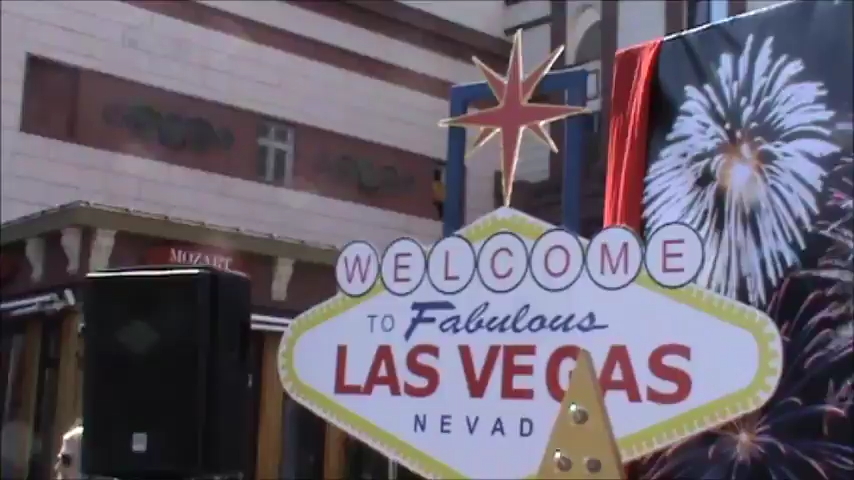 MOZART
WELCOME
TO Fabulous
LAS VEGAS
NEVAD